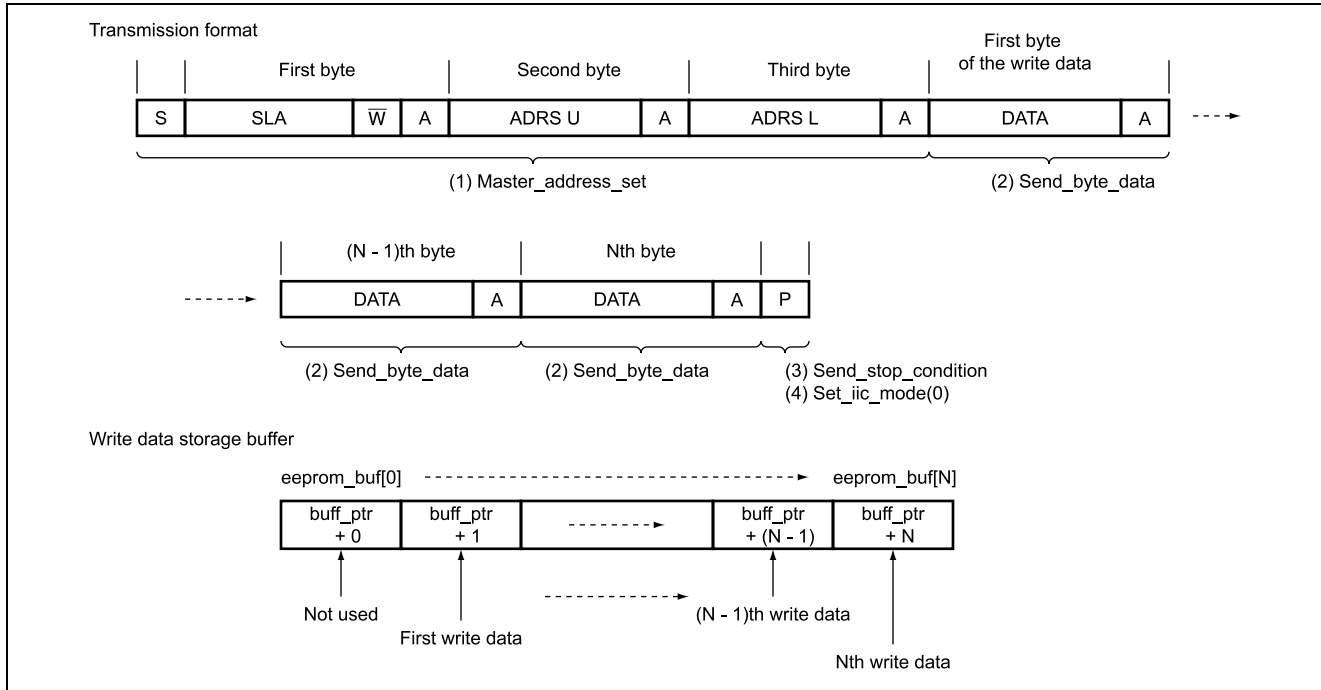 Transmission format
First byte
Second byte
Third byte
First byte
of the write data
S SLA W̅ A ADRS U A ADRS L A DATA A
(1) Master_address_set
(2) Send_byte_data
(N - 1)th byte
Nth byte
DATA A DATA A P
(2) Send_byte_data
(2) Send_byte_data
(3) Send_stop_condition
(4) Set_iic_mode(0)
Write data storage buffer
eeprom_buf[0]
eeprom_buf[N]
buff_ptr
+ 0
buff_ptr
+ 1
buff_ptr
+ (N - 1)
buff_ptr
+ N
Not used
First write data
(N - 1)th write data
Nth write data